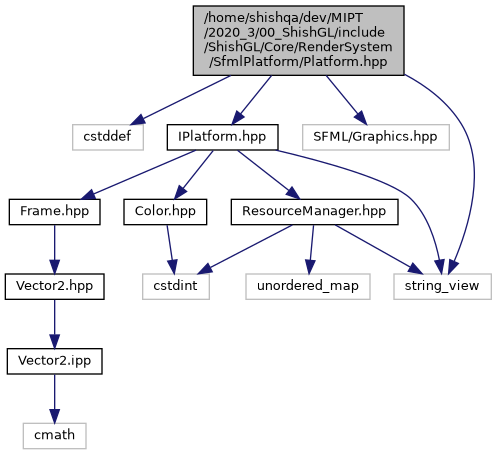 /home/shishqa/dev/MIPT
/2020_3/00_ShishGL/include
/ShishGL/Core/RenderSystem
/SfmlPlatform/Platform.hpp
cstddef
IPlatform.hpp
SFML/Graphics.hpp
Frame.hpp
Color.hpp
ResourceManager.hpp
Vector2.hpp
cstdint
unordered_map
string_view
Vector2.ipp
cmath